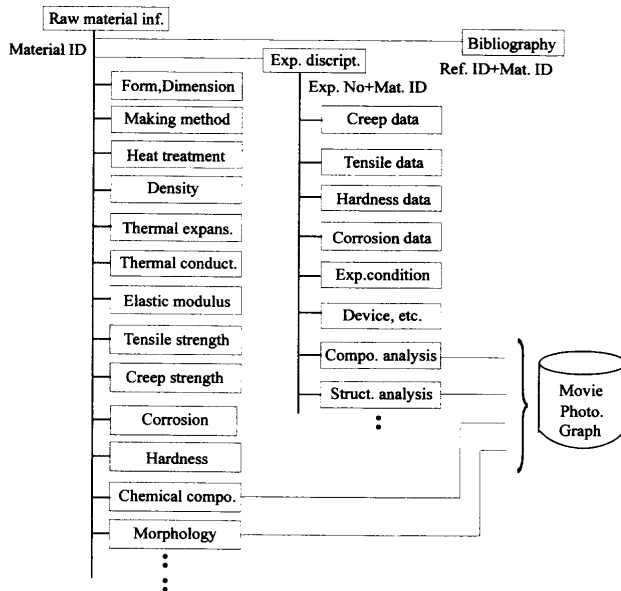 Raw material inf.
Material ID
Bibliography
Ref. ID+Mat. ID
Exp. discript.
Exp. No+Mat. ID
Form,Dimension
Making method
Heat treatment
Density
Thermal expans.
Thermal conduct.
Elastic modulus
Tensile strength
Creep strength
Corrosion
Hardness
Chemical compo.
Morphology
Creep data
Tensile data
Hardness data
Corrosion data
Exp.condition
Device, etc.
Compo. analysis
Struct. analysis
Movie
Photo.
Graph